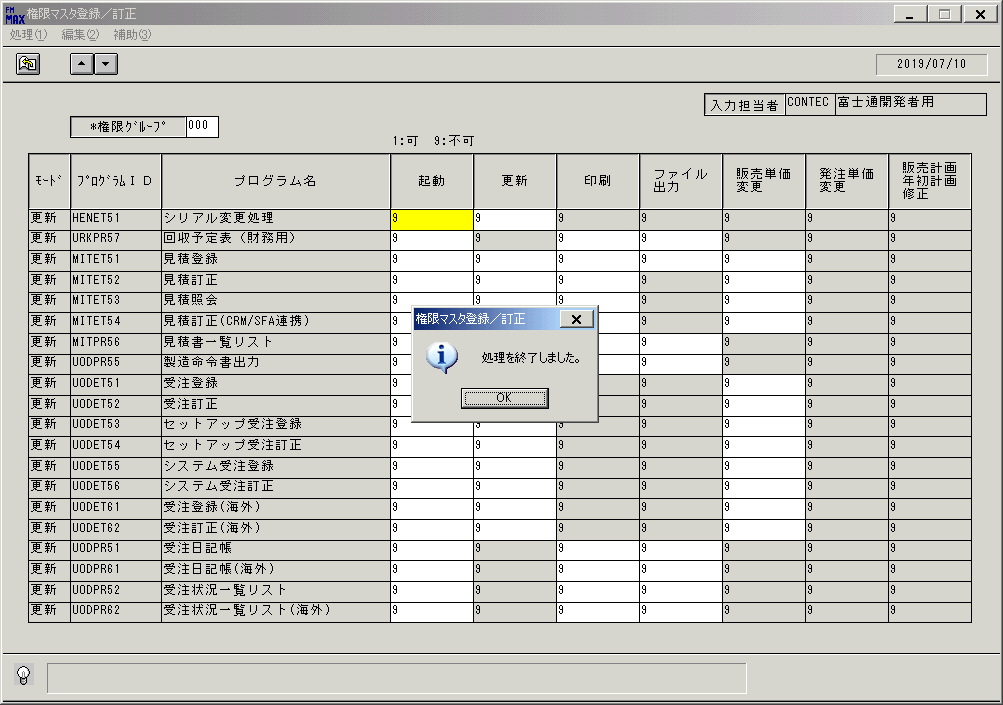 FM MAX 権限マスタ登録／訂正
処理(1) 編集(2) 補助(3)
2019/07/10
入力担当者 CONTEC 富士通開発者用
*権限ｸﾞﾙｰﾌﾟ 000
1:可 9:不可
ﾓｰﾄﾞ ﾌﾟﾛｸﾞﾗﾑＩＤ プログラム名 起動 更新 印刷 ファイル出力 販売単価変更 発注単価変更 販売計画年初計画修正
更新 HENET51 シリアル変更処理 9 9 9 9 9 9 9
更新 URKPR57 回収予定表（財務用） 9 9 9 9 9 9 9
更新 MITET51 見積登録 9 9 9 9 9 9 9
更新 MITET52 見積訂正 9 9 9 9 9 9 9
更新 MITET53 見積照会 9 9 9 9 9 9 9
更新 MITET54 見積訂正(CRM/SFA連携) 9 9 9 9 9
更新 MITPR56 見積書一覧リスト 9 9 9 9 9
更新 UODPR55 製造命令書出力 9 9 9 9 9
更新 UODET51 受注登録 9 9 9 9 9
更新 UODET52 受注訂正 9 9 9 9 9
更新 UODET53 セットアップ受注登録 9 9 9 9 9 9 9
更新 UODET54 セットアップ受注訂正 9 9 9 9 9 9 9
更新 UODET55 システム受注登録 9 9 9 9 9 9 9
更新 UODET56 システム受注訂正 9 9 9 9 9 9 9
更新 UODET61 受注登録(海外) 9 9 9 9 9 9 9
更新 UODET62 受注訂正(海外) 9 9 9 9 9 9 9
更新 UODPR51 受注日記帳 9 9 9 9 9 9 9
更新 UODPR61 受注日記帳(海外) 9 9 9 9 9 9 9
更新 UODPR52 受注状況一覧リスト 9 9 9 9 9 9 9
更新 UODPR62 受注状況一覧リスト(海外) 9 9 9 9 9 9 9
権限マスタ登録／訂正
処理を終了しました。
OK